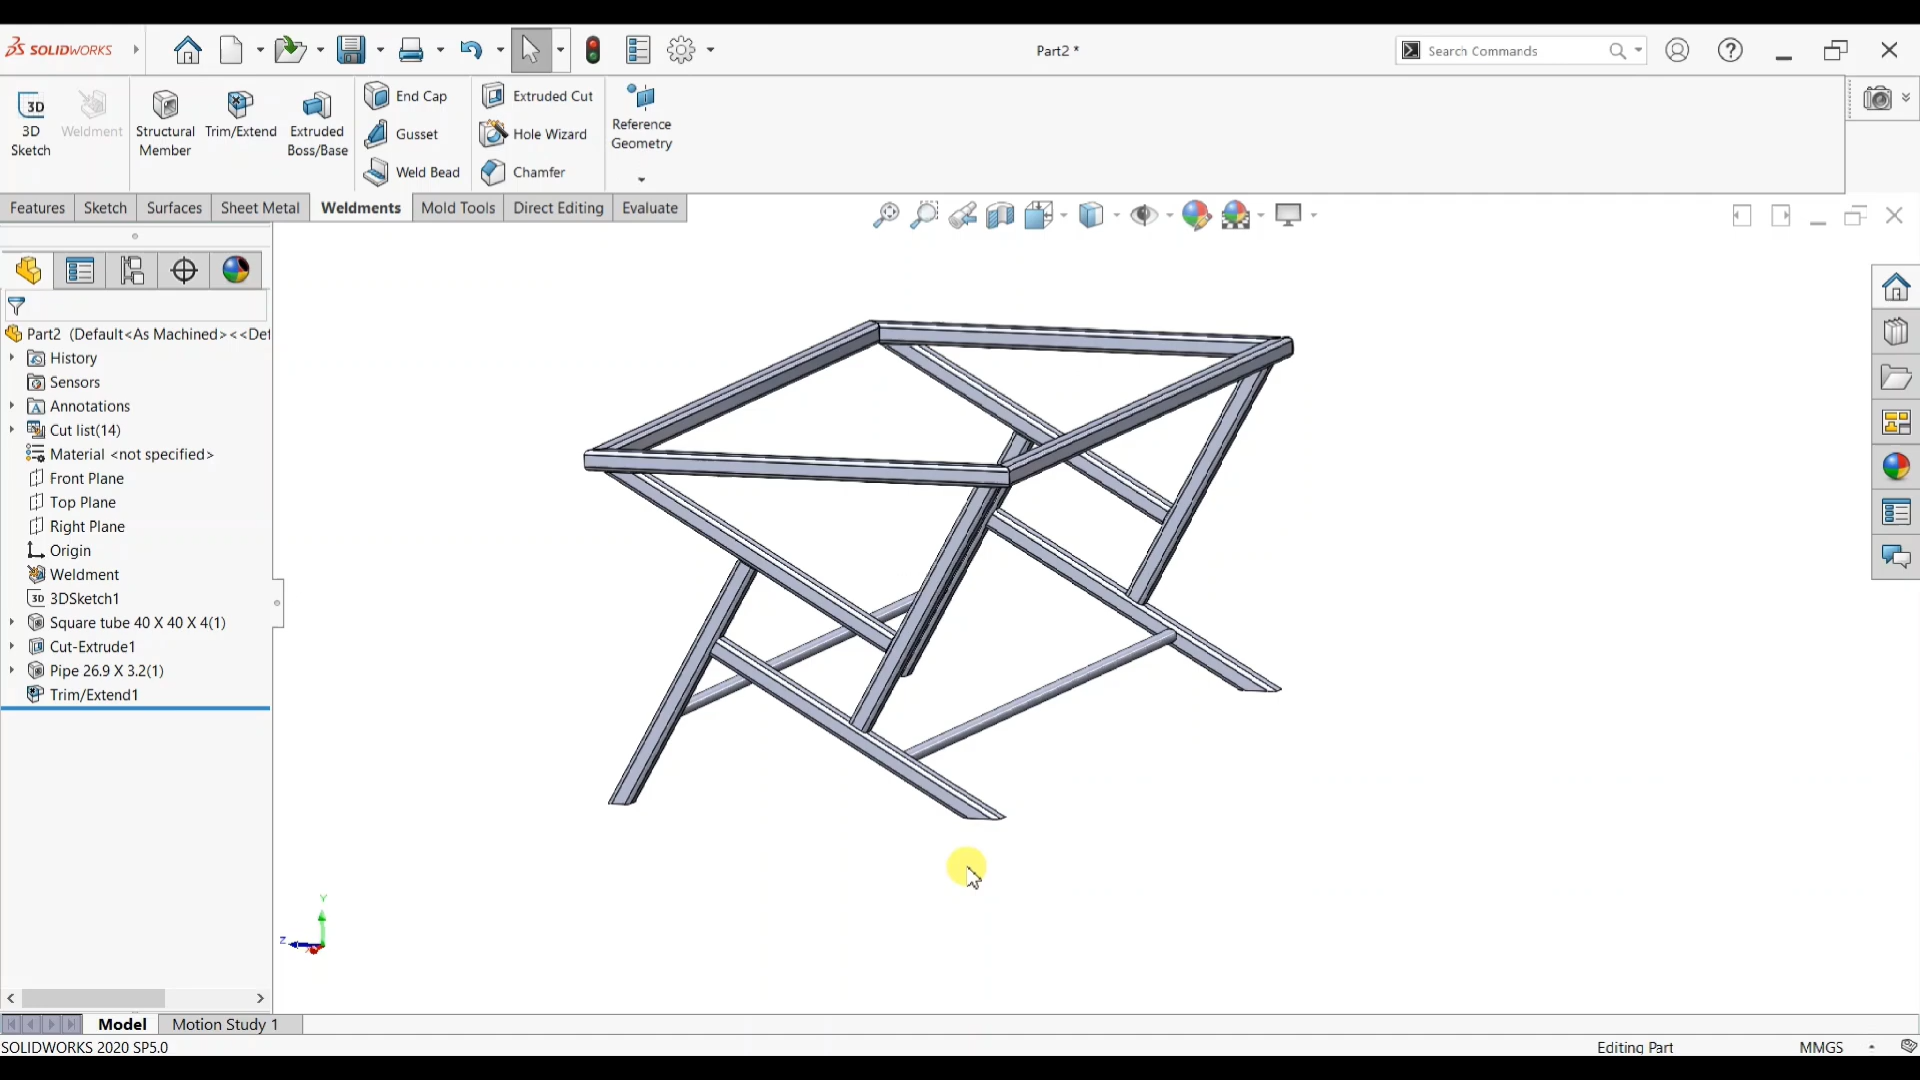 SOLIDWORKS
Part2 *
Search Commands
3D
3D
Sketch
Weldment
Structural
Member
Trim/Extend
Extruded
Boss/Base
End Cap
Gusset
Weld Bead
Extruded Cut
Hole Wizard
Chamfer
Reference
Geometry
Features
Sketch
Surfaces
Sheet Metal
Weldments
Mold Tools
Direct Editing
Evaluate
Part2 (Default<As Machined><<Def
History
Sensors
Annotations
Cut list(14)
Material <not specified>
Front Plane
Top Plane
Right Plane
Origin
Weldment
3D 3DSketch1
Square tube 40 X 40 X 4(1)
Cut-Extrude1
Pipe 26.9 X 3.2(1)
Trim/Extend1
Y
Z
Model
Motion Study 1
SOLIDWORKS 2020 SP5.0
Editing Part
MMGS